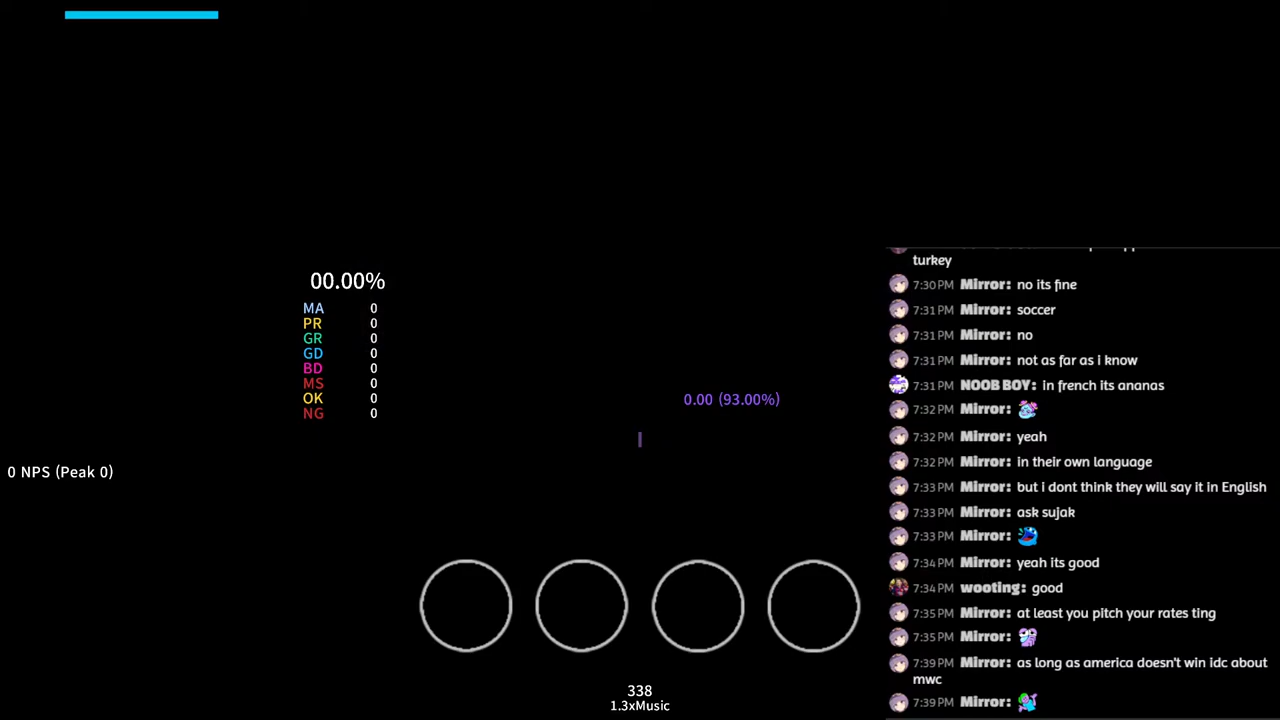 00.00%
MA 0
PR 0
GR 0
GD 0
BD 0
MS 0
OK 0
NG 0
0.00 (93.00%)
0 NPS (Peak 0)
338
1.3xMusic
turkey
7:30 PM Mirror: no its fine
7:31 PM Mirror: soccer
7:31 PM Mirror: no
7:31 PM Mirror: not as far as i know
7:31 PM NOOB BOY: in french its ananas
7:32 PM Mirror:
7:32 PM Mirror: yeah
7:32 PM Mirror: in their own language
7:33 PM Mirror: but i dont think they will say it in English
7:33 PM Mirror: ask sujak
7:33 PM Mirror:
7:34 PM Mirror: yeah its good
7:34 PM wooting: good
7:35 PM Mirror: at least you pitch your rates ting
7:35 PM Mirror:
7:39 PM Mirror: as long as america doesn't win idc about
mwc
7:39 PM Mirror: